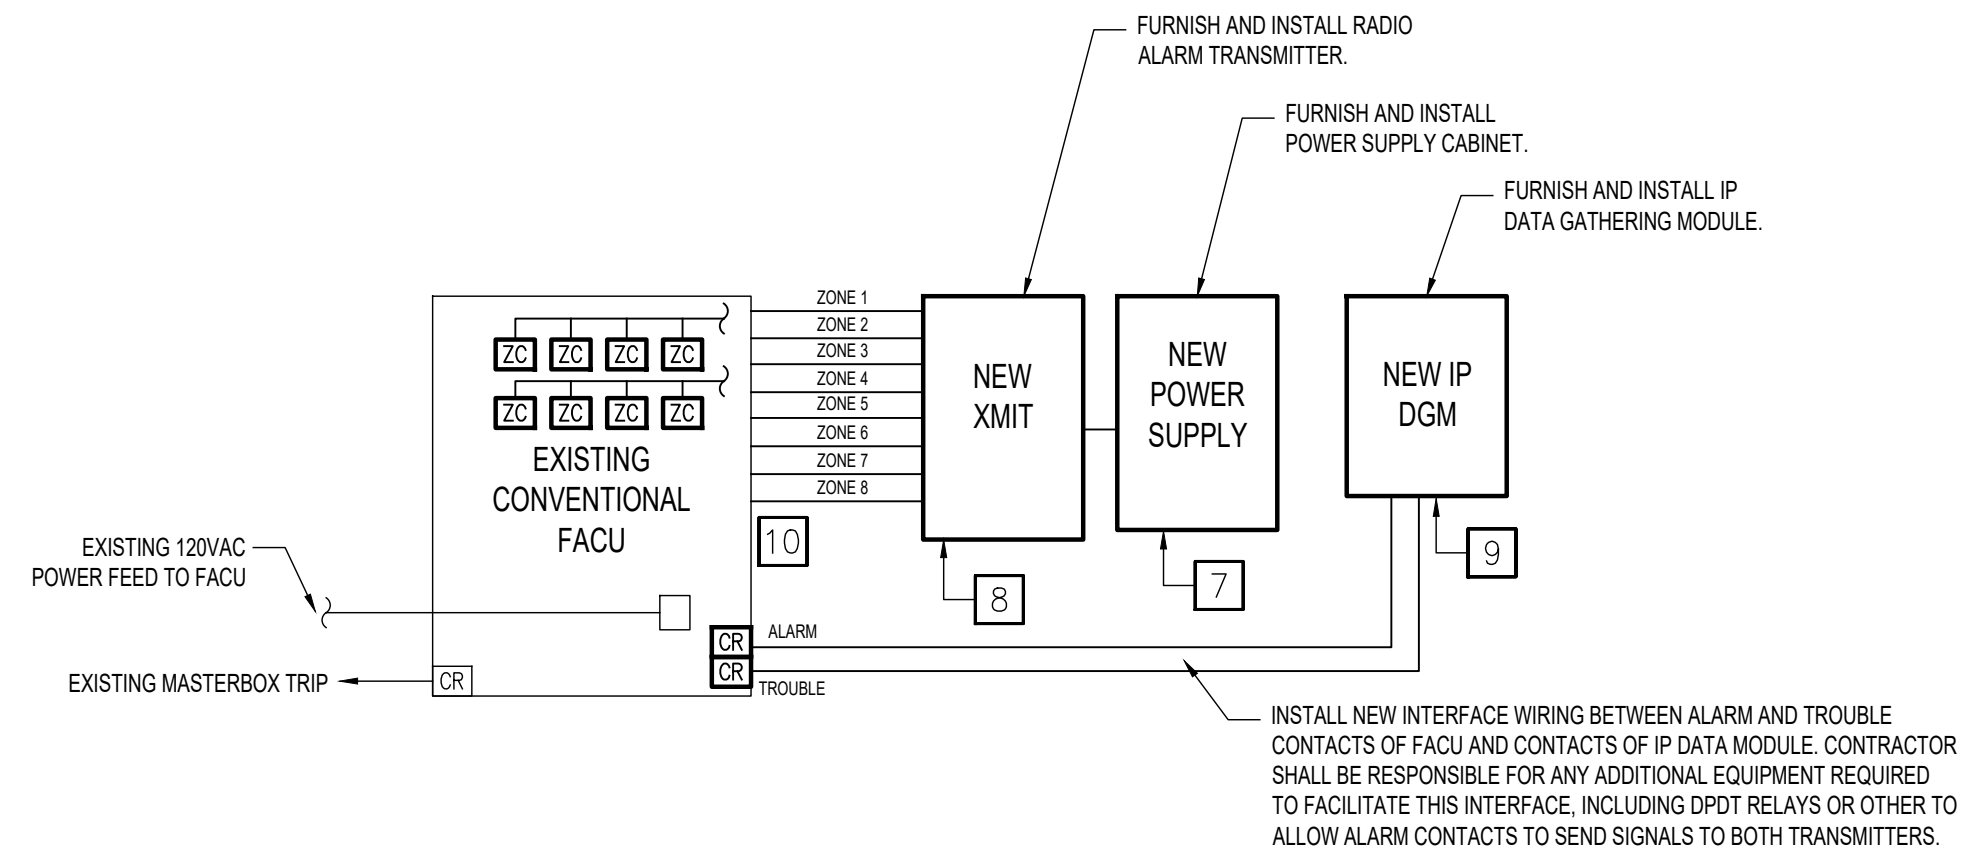 FURNISH AND INSTALL RADIO
ALARM TRANSMITTER.
FURNISH AND INSTALL
POWER SUPPLY CABINET.
FURNISH AND INSTALL IP
DATA GATHERING MODULE.
ZC ZC ZC ZC
ZC ZC ZC ZC
EXISTING
CONVENTIONAL
FACU
ZONE 1
ZONE 2
ZONE 3
ZONE 4
ZONE 5
ZONE 6
ZONE 7
ZONE 8
NEW
XMIT
NEW
POWER
SUPPLY
NEW IP
DGM
10
8
7
9
EXISTING 120VAC
POWER FEED TO FACU
CR
ALARM
CR
TROUBLE
EXISTING MASTERBOX TRIP
CR
INSTALL NEW INTERFACE WIRING BETWEEN ALARM AND TROUBLE
CONTACTS OF FACU AND CONTACTS OF IP DATA MODULE. CONTRACTOR
SHALL BE RESPONSIBLE FOR ANY ADDITIONAL EQUIPMENT REQUIRED
TO FACILITATE THIS INTERFACE, INCLUDING DPDT RELAYS OR OTHER TO
ALLOW ALARM CONTACTS TO SEND SIGNALS TO BOTH TRANSMITTERS.